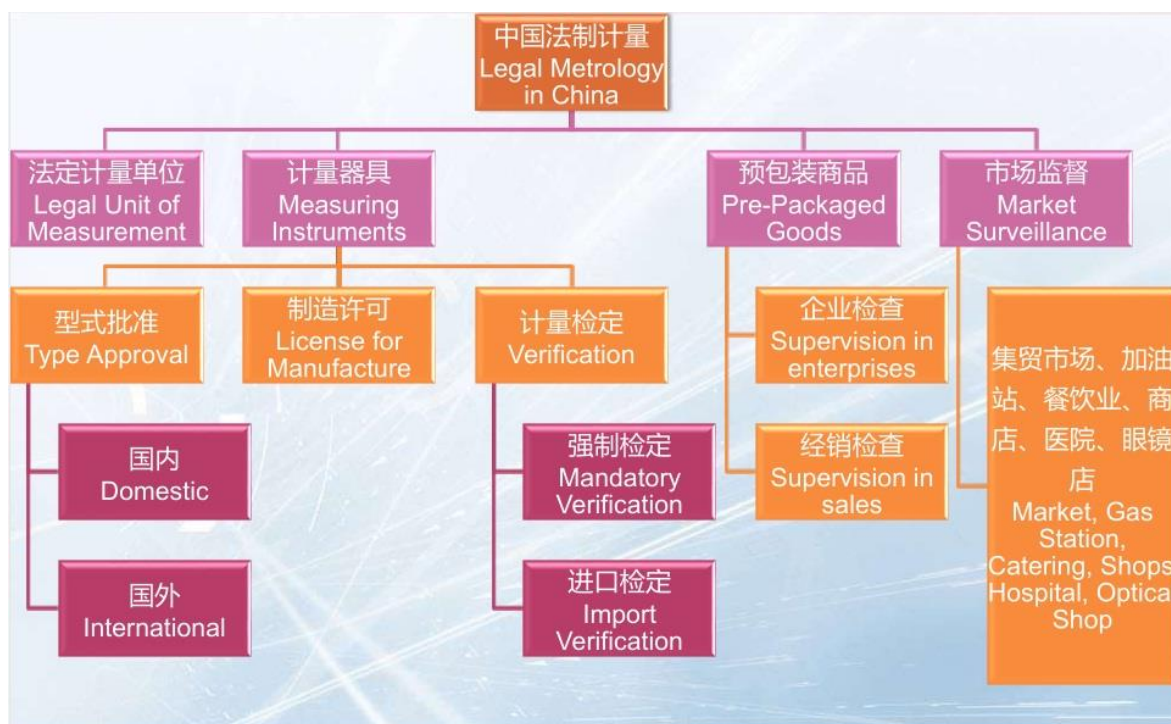 中国法制计量
Legal Metrology
in China
法定计量单位
Legal Unit of
Measurement
计量器具
Measuring
Instruments
预包装商品
Pre-Packaged
Goods
市场监督
Market
Surveillance
型式批准
Type Approval
制造许可
License for
Manufacture
计量检定
Verification
国内
Domestic
国外
International
强制检定
Mandatory
Verification
进口检定
Import
Verification
企业检查
Supervision in
enterprises
经销检查
Supervision in
sales
集贸市场、加油
站、餐饮业、商
店、医院、眼镜
店
Market, Gas
Station,
Catering, Shops
Hospital, Optica
Shop